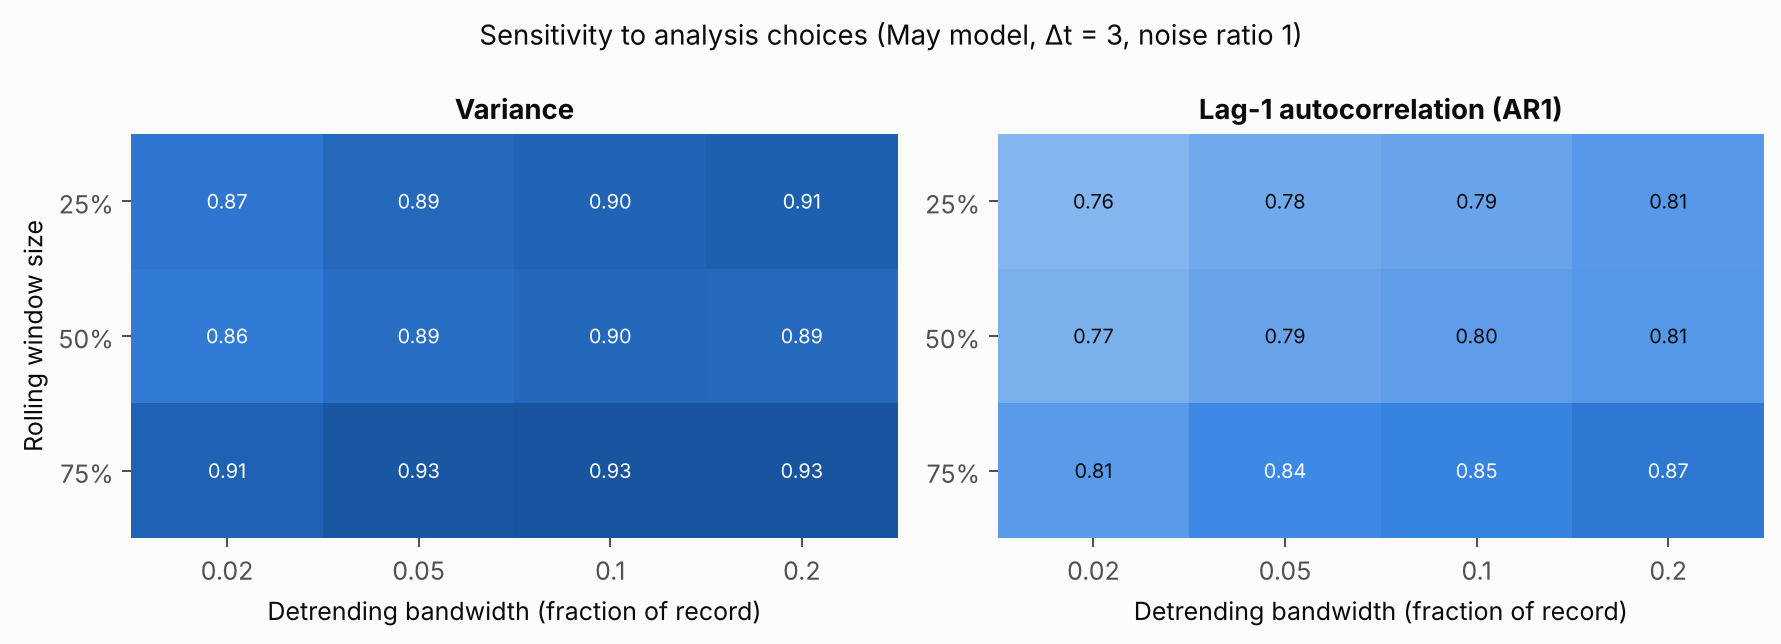 Sensitivity to analysis choices (May model, Δt = 3, noise ratio 1)
Variance
Rolling window size
25% 0.87 0.89 0.90 0.91
50% 0.86 0.89 0.90 0.89
75% 0.91 0.93 0.93 0.93
0.02 0.05 0.1 0.2
Detrending bandwidth (fraction of record)
Lag-1 autocorrelation (AR1)
25% 0.76 0.78 0.79 0.81
50% 0.77 0.79 0.80 0.81
75% 0.81 0.84 0.85 0.87
0.02 0.05 0.1 0.2
Detrending bandwidth (fraction of record)